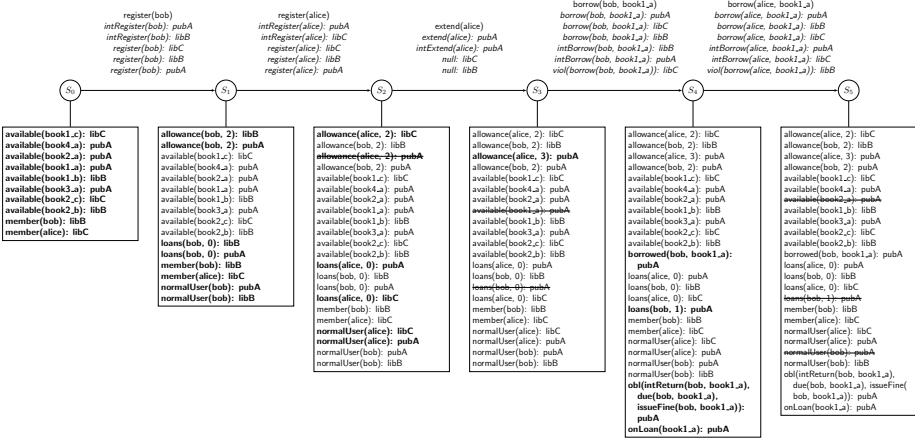 register(bob)
intRegister(bob): pubA
intRegister(bob): libB
register(bob): libC
register(bob): libB
register(bob): pubA
register(alice)
intRegister(alice): pubA
intRegister(alice): libC
register(alice): libB
register(alice): libC
register(alice): pubA
extend(alice)
extend(alice): pubA
intExtend(alice): pubA
null: libC
null: libB
borrow(bob, book1_a)
borrow(bob, book1_a): pubA
borrow(bob, book1_a): libC
borrow(bob, book1_a): libB
intBorrow(bob, book1_a): libB
intBorrow(bob, book1_a): pubA
viol(borrow(bob, book1_a)): libC
borrow(alice, book1_a)
borrow(alice, book1_a): pubA
borrow(alice, book1_a): libB
borrow(alice, book1_a): libC
intBorrow(alice, book1_a): pubA
intBorrow(alice, book1_a): libC
viol(borrow(alice, book1_a)): libB
S0
S1
S2
S3
S4
S5
available(book1_c): libC
available(book4_a): pubA
available(book2_a): pubA
available(book1_a): pubA
available(book1_b): libB
available(book3_a): pubA
available(book2_c): libC
available(book2_b): libB
member(bob): libB
member(alice): libC
allowance(bob, 2): libB
allowance(bob, 2): pubA
available(book1_c): libC
available(book4_a): pubA
available(book2_a): pubA
available(book1_a): pubA
available(book1_b): libB
available(book3_a): pubA
available(book2_c): libC
available(book2_b): libB
loans(bob, 0): libB
loans(bob, 0): pubA
member(bob): libB
member(alice): libC
normalUser(bob): pubA
normalUser(bob): libB
allowance(alice, 2): libC
allowance(bob, 2): libB
allowance(alice, 2): pubA
allowance(bob, 2): pubA
available(book1_c): libC
available(book4_a): pubA
available(book2_a): pubA
available(book1_a): pubA
available(book1_b): libB
available(book3_a): pubA
available(book2_c): libC
available(book2_b): libB
loans(alice, 0): pubA
loans(bob, 0): libB
loans(bob, 0): pubA
loans(alice, 0): libC
member(bob): libB
member(alice): libC
normalUser(alice): libC
normalUser(alice): pubA
normalUser(bob): pubA
normalUser(bob): libB
allowance(alice, 2): libC
allowance(bob, 2): libB
allowance(alice, 3): pubA
allowance(bob, 2): pubA
available(book1_c): libC
available(book4_a): pubA
available(book2_a): pubA
available(book1_a): pubA
available(book1_b): libB
available(book3_a): pubA
available(book2_c): libC
available(book2_b): libB
loans(alice, 0): pubA
loans(bob, 0): libB
loans(bob, 0): pubA
loans(alice, 0): libC
member(bob): libB
member(alice): libC
normalUser(alice): libC
normalUser(alice): pubA
normalUser(bob): pubA
normalUser(bob): libB
allowance(alice, 2): libC
allowance(bob, 2): libB
allowance(alice, 3): pubA
allowance(bob, 2): pubA
available(book1_c): libC
available(book4_a): pubA
available(book2_a): pubA
available(book1_b): libB
available(book3_a): pubA
available(book2_c): libC
available(book2_b): libB
borrowed(bob, book1_a):
pubA
loans(alice, 0): pubA
loans(bob, 0): libB
loans(alice, 0): libC
loans(bob, 1): pubA
member(bob): libB
member(alice): libC
normalUser(alice): libC
normalUser(alice): pubA
normalUser(bob): pubA
normalUser(bob): libB
obl(intReturn(bob, book1_a),
due(bob, book1_a),
issueFine(bob, book1_a)):
pubA
onLoan(book1_a): pubA
allowance(alice, 2): libC
allowance(bob, 2): libB
allowance(alice, 3): pubA
allowance(bob, 2): pubA
available(book1_c): libC
available(book4_a): pubA
available(book2_a): pubA
available(book1_b): libB
available(book3_a): pubA
available(book2_c): libC
available(book2_b): libB
borrowed(bob, book1_a): pubA
loans(alice, 0): pubA
loans(bob, 0): libB
loans(alice, 0): libC
loans(bob, 1): pubA
member(bob): libB
member(alice): libC
normalUser(alice): libC
normalUser(alice): pubA
normalUser(bob): pubA
normalUser(bob): libB
obl(intReturn(bob, book1_a),
due(bob, book1_a), issueFine(
bob, book1_a)): pubA
onLoan(book1_a): pubA